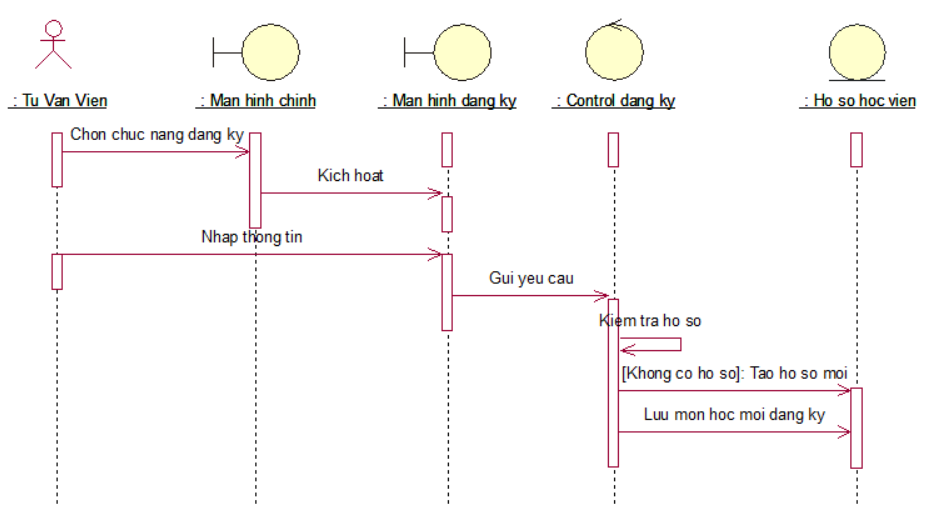 : Tu Van Vien
: Man hinh chinh
: Man hinh dang ky
: Control dang ky
: Ho so hoc vien
Chon chuc nang dang ky
Kich hoat
Nhap thong tin
Gui yeu cau
Kiem tra ho so
[Khong co ho so]: Tao ho so moi
Luu mon hoc moi dang ky